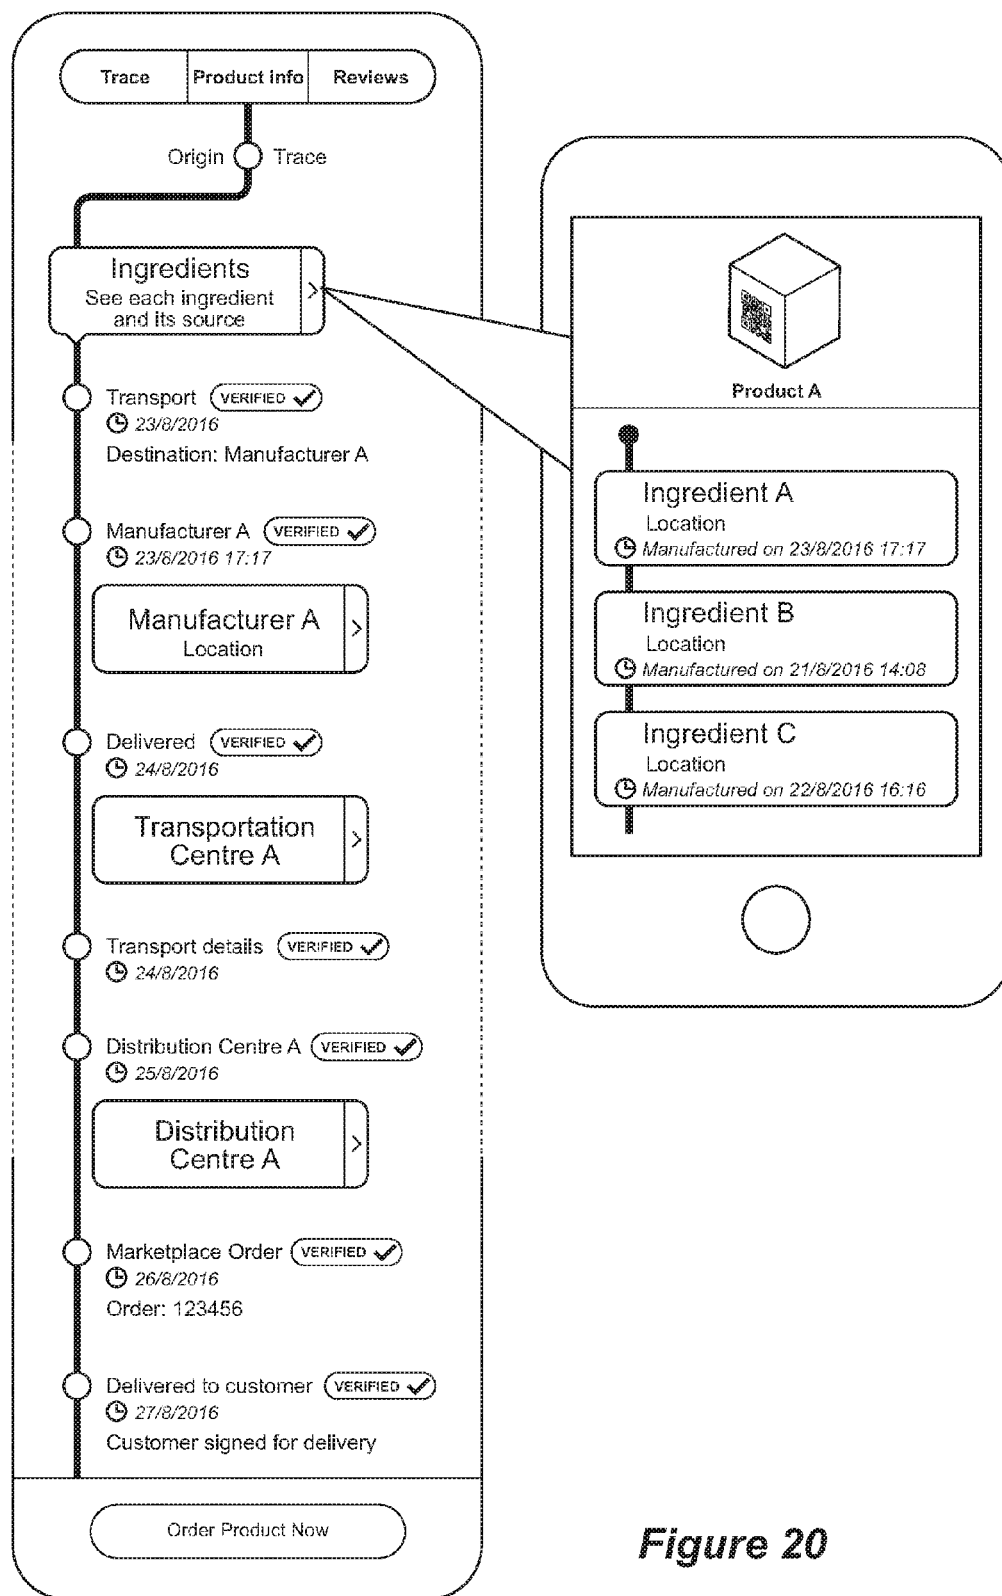 Trace Product Info Reviews
Origin Trace
Ingredients
See each ingredient
and its source
Transport VERIFIED
23/8/2016
Destination: Manufacturer A
Manufacturer A VERIFIED
23/8/2016 17:17
Manufacturer A
Location
Delivered VERIFIED
24/8/2016
Transportation
Centre A
Transport details VERIFIED
24/8/2016
Distribution Centre A VERIFIED
25/8/2016
Distribution
Centre A
Marketplace Order VERIFIED
26/8/2016
Order: 123456
Delivered to customer VERIFIED
27/8/2016
Customer signed for delivery
Order Product Now
Product A
Ingredient A
Location
Manufactured on 23/8/2016 17:17
Ingredient B
Location
Manufactured on 21/8/2016 14:08
Ingredient C
Location
Manufactured on 22/8/2016 16:16
Figure 20